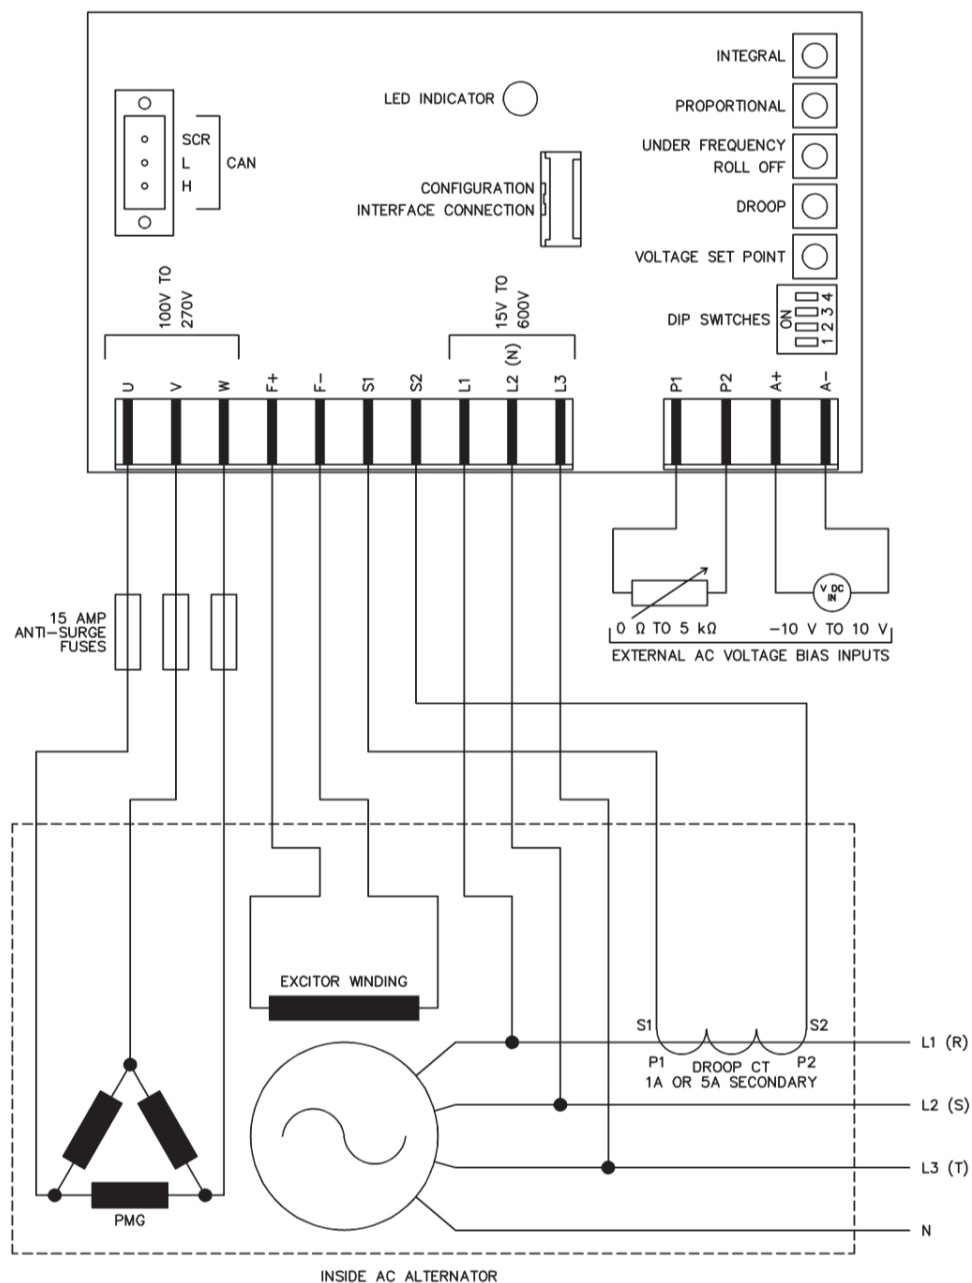 INTEGRAL
LED INDICATOR
PROPORTIONAL
SCR
L
H
CAN
UNDER FREQUENCY
ROLL OFF
CONFIGURATION
INTERFACE CONNECTION
DROOP
VOLTAGE SET POINT
100V TO
270V
15V TO
600V
DIP SWITCHES
ON
1 2 3 4
U
V
W
F+
F-
S1
S2
L1
L2 (N)
L3
P1
P2
A+
A-
15 AMP
ANTI-SURGE
FUSES
V DC
IN
0 Ω TO 5 kΩ
-10 V TO 10 V
EXTERNAL AC VOLTAGE BIAS INPUTS
EXCITOR WINDING
S1
S2
L1 (R)
P1
P2
DROOP CT
1A OR 5A SECONDARY
L2 (S)
L3 (T)
PMG
N
INSIDE AC ALTERNATOR